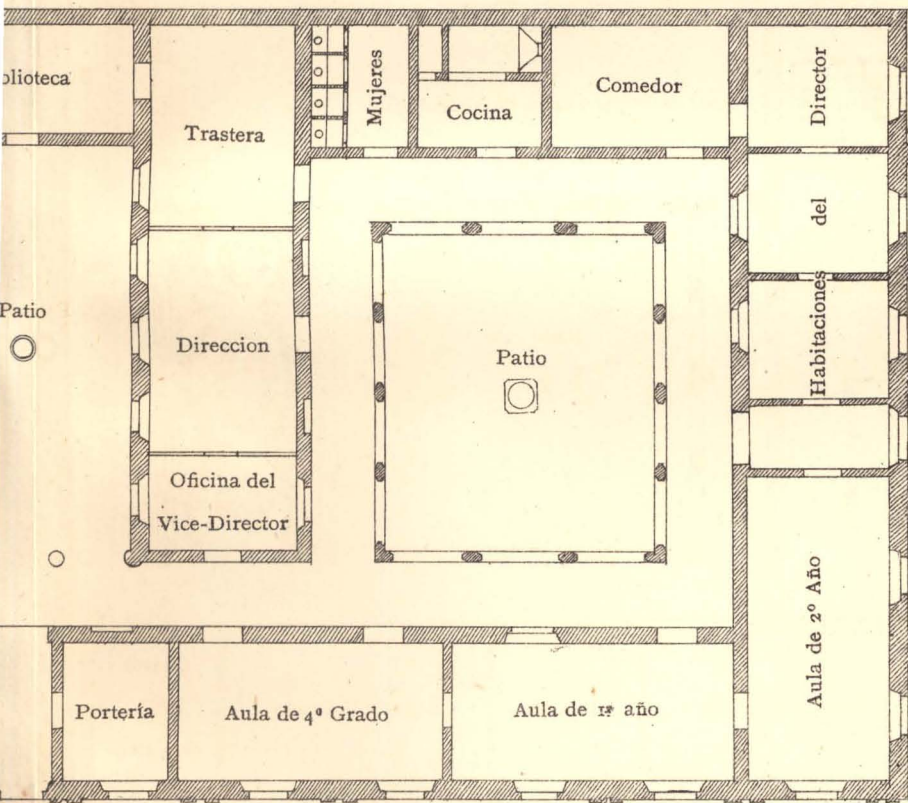 blioteca
Trastera
Mujeres
Cocina
Comedor
Director
del
Habitaciones
Patio
Direccion
Patio
Oficina del
Vice-Director
Aula de 2º Año
Portería
Aula de 4º Grado
Aula de 1º año